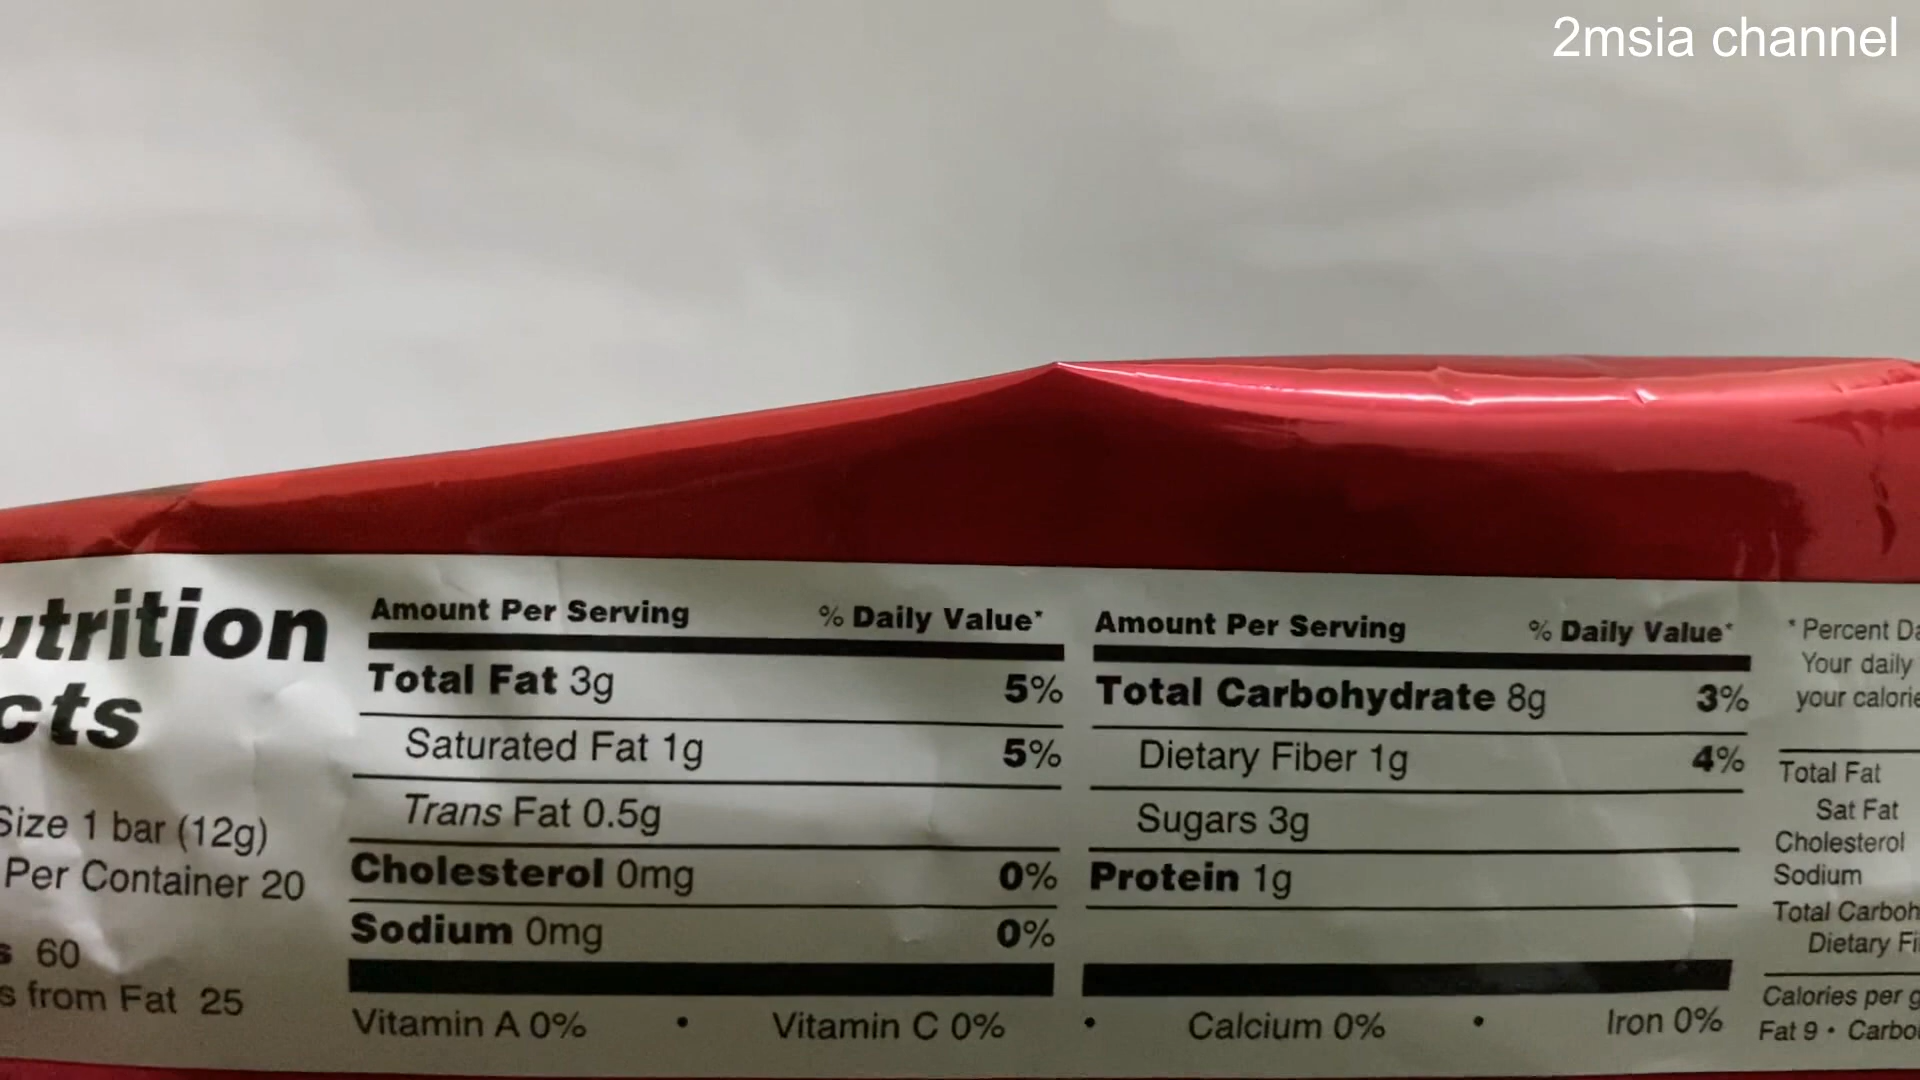 2msia channel
utrition
cts
Size 1 bar (12g)
Per Container 20
s 60
s from Fat 25
Amount Per Serving % Daily Value*
Total Fat 3g 5%
Saturated Fat 1g 5%
Trans Fat 0.5g
Cholesterol 0mg 0%
Sodium 0mg 0%
Amount Per Serving % Daily Value*
Total Carbohydrate 8g 3%
Dietary Fiber 1g 4%
Sugars 3g
Protein 1g
Vitamin A 0% • Vitamin C 0% • Calcium 0% • Iron 0%
* Percent Da
Your daily
your calorie
Total Fat
Sat Fat
Cholesterol
Sodium
Total Carboh
Dietary Fi
Calories per g
Fat 9 • Carbo